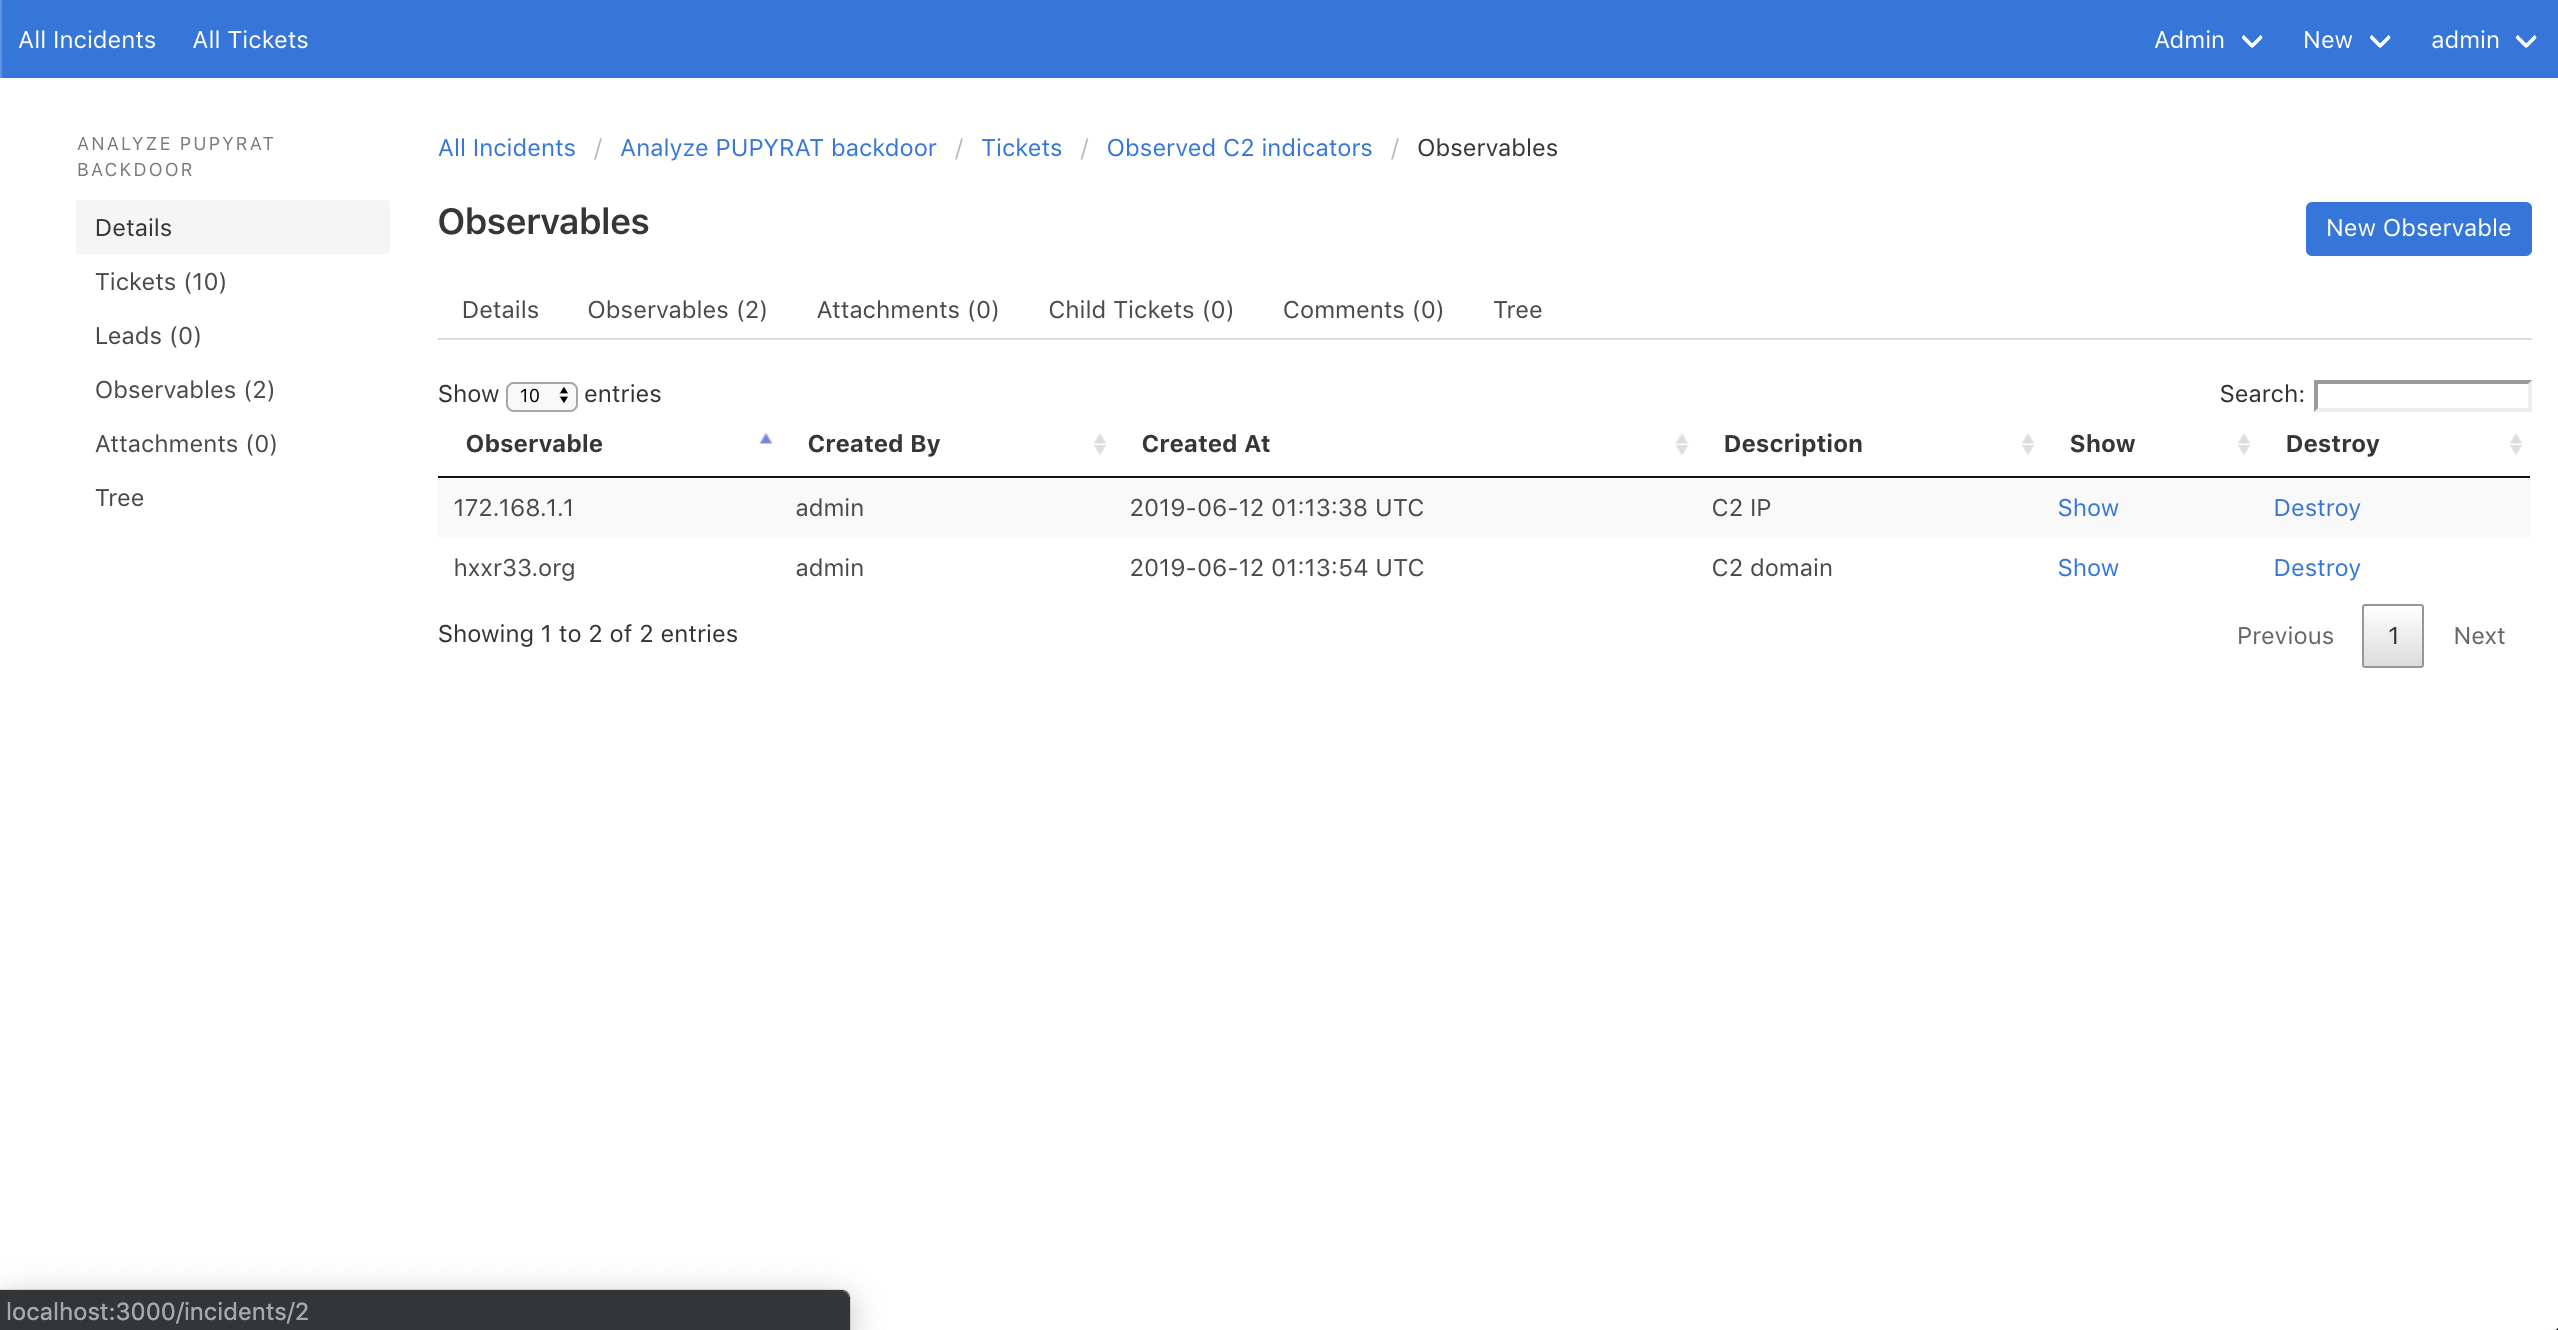 All Incidents All Tickets Admin New admin
ANALYZE PUPYRAT
BACKDOOR
Details
Tickets (10)
Leads (0)
Observables (2)
Attachments (0)
Tree
All Incidents / Analyze PUPYRAT backdoor / Tickets / Observed C2 indicators / Observables
Observables
New Observable
Details Observables (2) Attachments (0) Child Tickets (0) Comments (0) Tree
Show 10 entries Search:
Observable Created By Created At Description Show Destroy
172.168.1.1 admin 2019-06-12 01:13:38 UTC C2 IP Show Destroy
hxxr33.org admin 2019-06-12 01:13:54 UTC C2 domain Show Destroy
Showing 1 to 2 of 2 entries Previous 1 Next
localhost:3000/incidents/2